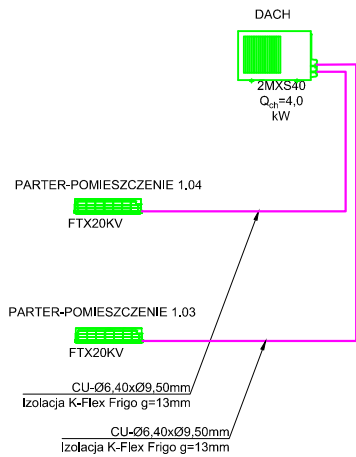 DACH
2MXS40
Qch=4,0
kW
PARTER-POMIESZCZENIE 1.04
FTX20KV
PARTER-POMIESZCZENIE 1.03
FTX20KV
CU-Ø6,40xØ9,50mm
Izolacja K-Flex Frigo g=13mm
CU-Ø6,40xØ9,50mm
Izolacja K-Flex Frigo g=13mm